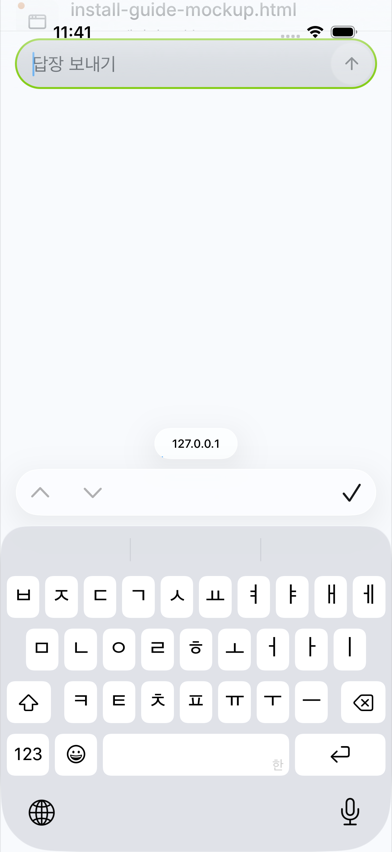 install-guide-mockup.html
11:41
답장 보내기
127.0.0.1
ㅂ ㅈ ㄷ ㄱ ㅅ ㅛ ㅕ ㅑ ㅐ ㅔ
ㅁ ㄴ ㅇ ㄹ ㅎ ㅗ ㅓ ㅏ ㅣ
ㅋ ㅌ ㅊ ㅍ ㅠ ㅜ ㅡ
123
한